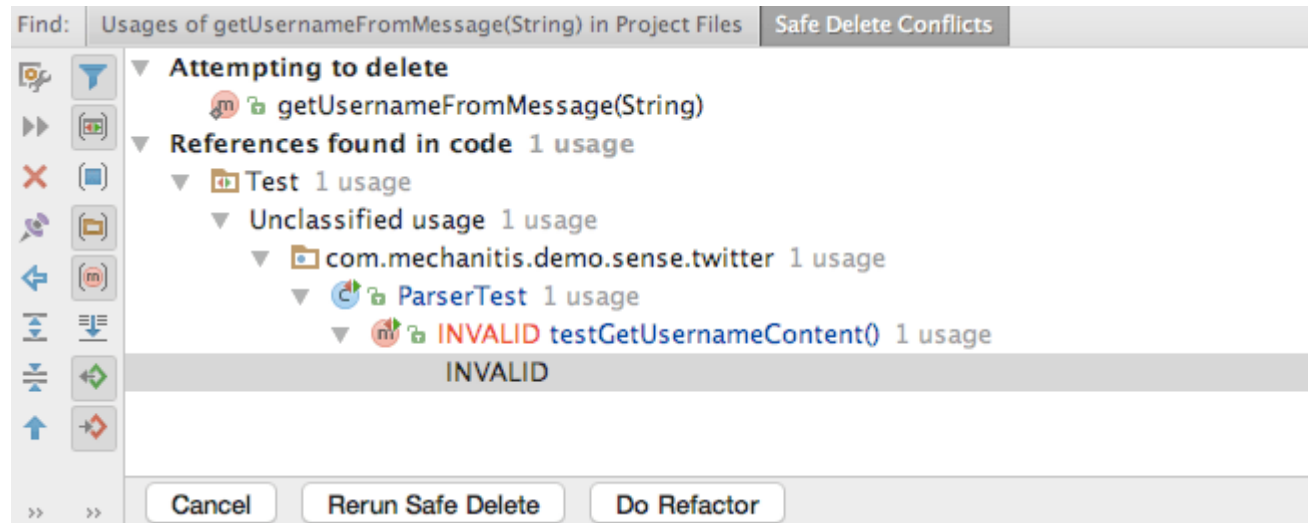 Find: Usages of getUsernameFromMessage(String) in Project Files Safe Delete Conflicts
Attempting to delete
m getUsernameFromMessage(String)
References found in code 1 usage
Test 1 usage
Unclassified usage 1 usage
com.mechanitis.demo.sense.twitter 1 usage
C ParserTest 1 usage
m INVALID testGetUsernameContent() 1 usage
INVALID
Cancel Rerun Safe Delete Do Refactor